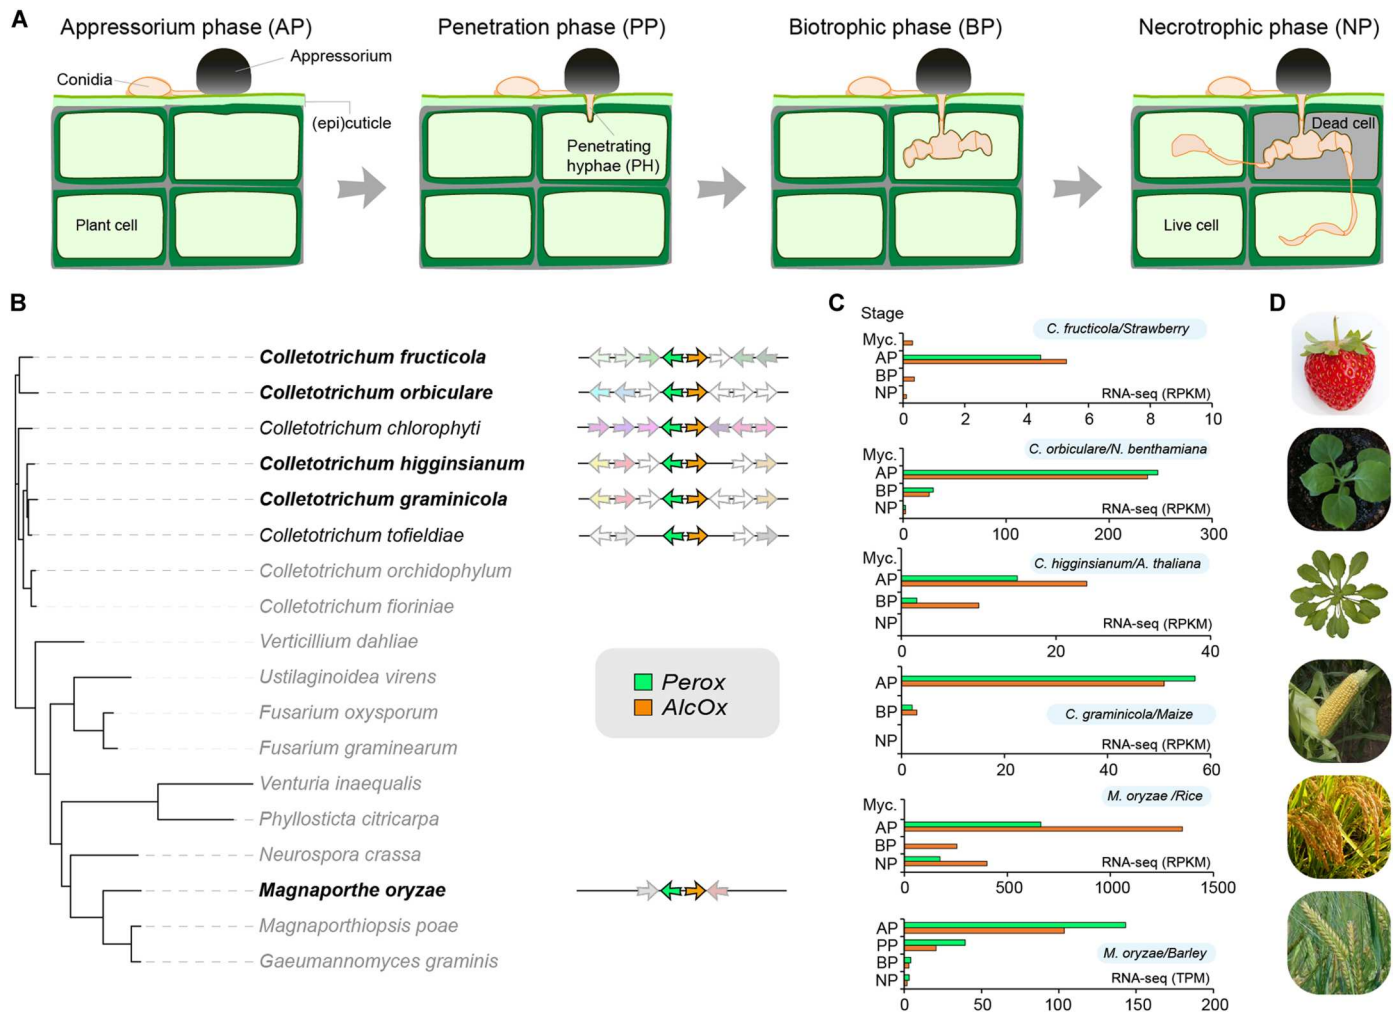 A
Appressorium phase (AP)
Penetration phase (PP)
Biotrophic phase (BP)
Necrotrophic phase (NP)
Conidia
Appressorium
(epi)cuticle
Plant cell
Penetrating
hyphae (PH)
Dead cell
Live cell
B
Colletotrichum fructicola
Colletotrichum orbiculare
Colletotrichum chlorophyti
Colletotrichum higginsianum
Colletotrichum graminicola
Colletotrichum tofieldiae
Colletotrichum orchidophylum
Colletotrichum fioriniae
Verticillium dahliae
Ustilaginoidea virens
Fusarium oxysporum
Fusarium graminearum
Venturia inaequalis
Phyllosticta citricarpa
Neurospora crassa
Magnaporthe oryzae
Magnaporthiopsis poae
Gaeumannomyces graminis
Perox
AlcOx
C
Stage
C. fructicola/Strawberry
Myc.
AP
BP
NP
RNA-seq (RPKM)
0 2 4 6 8 10
C. orbiculare/N. benthamiana
Myc.
AP
BP
NP
RNA-seq (RPKM)
0 100 200 300
C. higginsianum/A. thaliana
Myc.
AP
BP
NP
RNA-seq (RPKM)
0 20 40
AP
BP
NP
C. graminicola/Maize
RNA-seq (RPKM)
0 20 40 60
M. oryzae /Rice
Myc.
AP
BP
NP
RNA-seq (RPKM)
0 500 1000 1500
AP
PP
BP
NP
M. oryzae/Barley
RNA-seq (TPM)
0 50 100 150 200
D